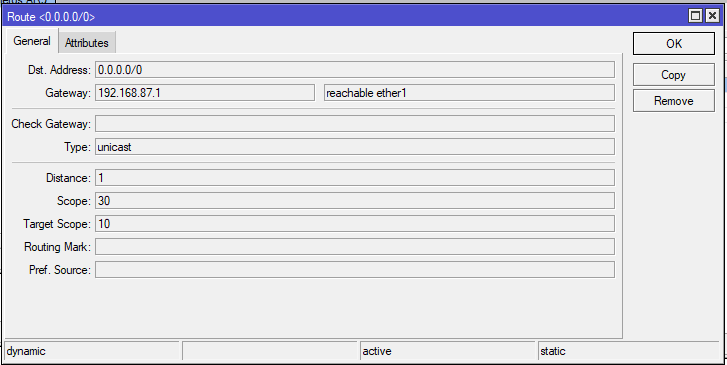 Route <0.0.0.0/0>
General Attributes
OK
Dst. Address: 0.0.0.0/0
Copy
Gateway: 192.168.87.1 reachable ether1
Remove
Check Gateway:
Type: unicast
Distance: 1
Scope: 30
Target Scope: 10
Routing Mark:
Pref. Source:
dynamic active static